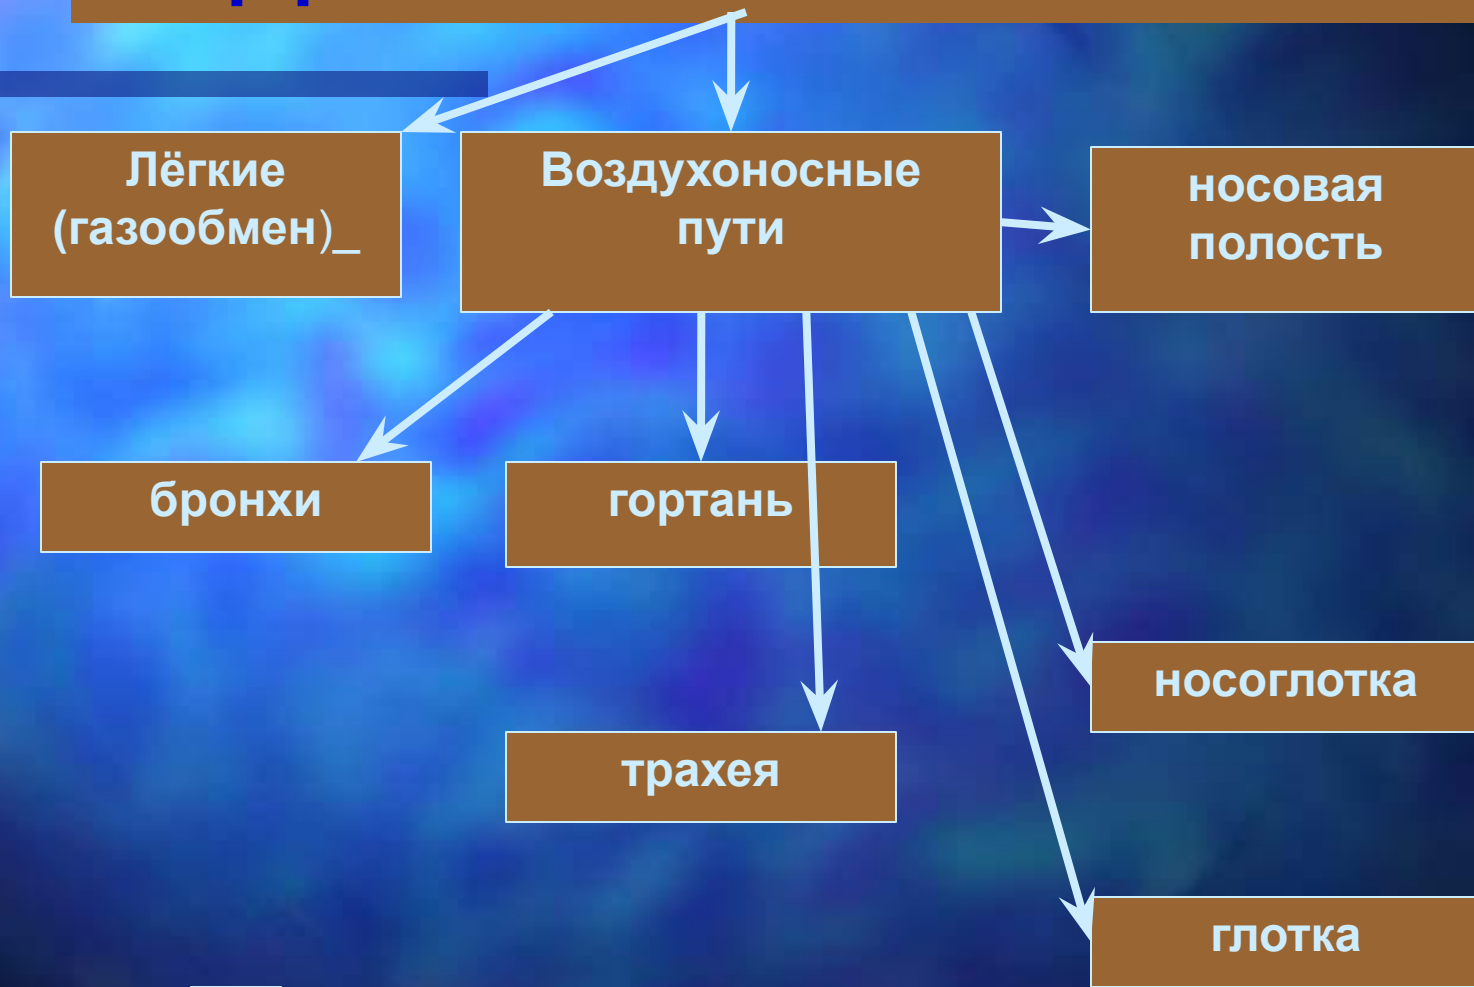 Лёгкие
(газообмен)_
Воздухоносные
пути
носовая
полость
бронхи
гортань
носоглотка
трахея
глотка